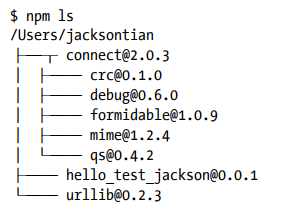 $ npm ls
/Users/jacksontian
├─┬ connect@2.0.3
│ ├── crc@0.1.0
│ ├── debug@0.6.0
│ ├── formidable@1.0.9
│ ├── mime@1.2.4
│ └── qs@0.4.2
├── hello_test_jackson@0.0.1
└── urllib@0.2.3